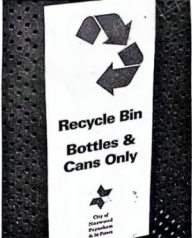 Recycle Bin
Bottles &
Cans Only
City of
Norwood
Payneham
& St Peters